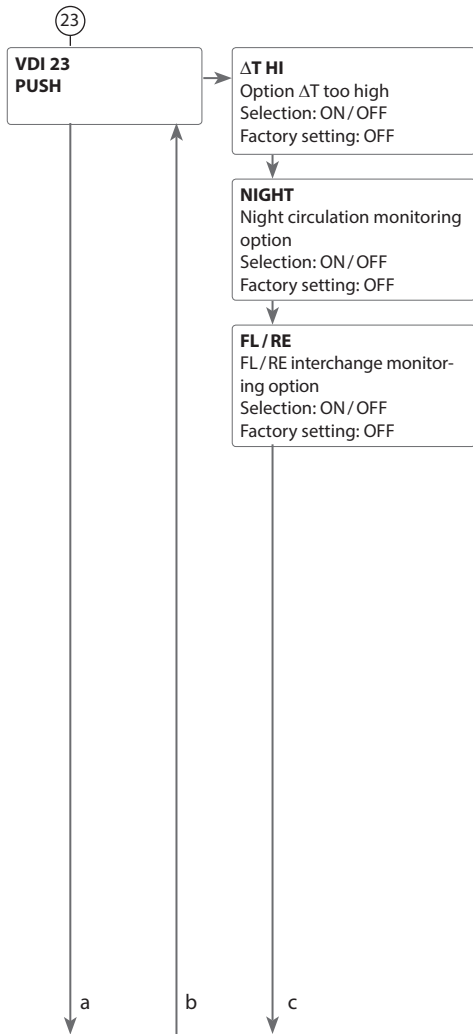 23
VDI 23
PUSH
ΔT HI
Option ΔT too high
Selection: ON / OFF
Factory setting: OFF
NIGHT
Night circulation monitoring
option
Selection: ON / OFF
Factory setting: OFF
FL / RE
FL / RE interchange monitor-
ing option
Selection: ON / OFF
Factory setting: OFF
a
b
c